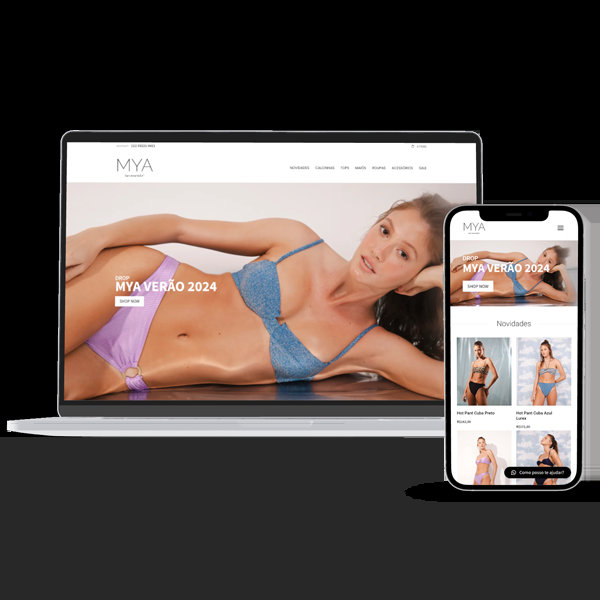 MYA
NOVIDADES CALCINHAS TOPS MAIÔS ROUPAS ACESSÓRIOS SALE
DROP
MYA VERÃO 2024
SHOP NOW
MYA
DROP
MYA VERÃO 2024
SHOP NOW
Novidades
Hot Pant Cuba Preto
Hot Pant Cuba Azul
Lurex
Como posso te ajudar?